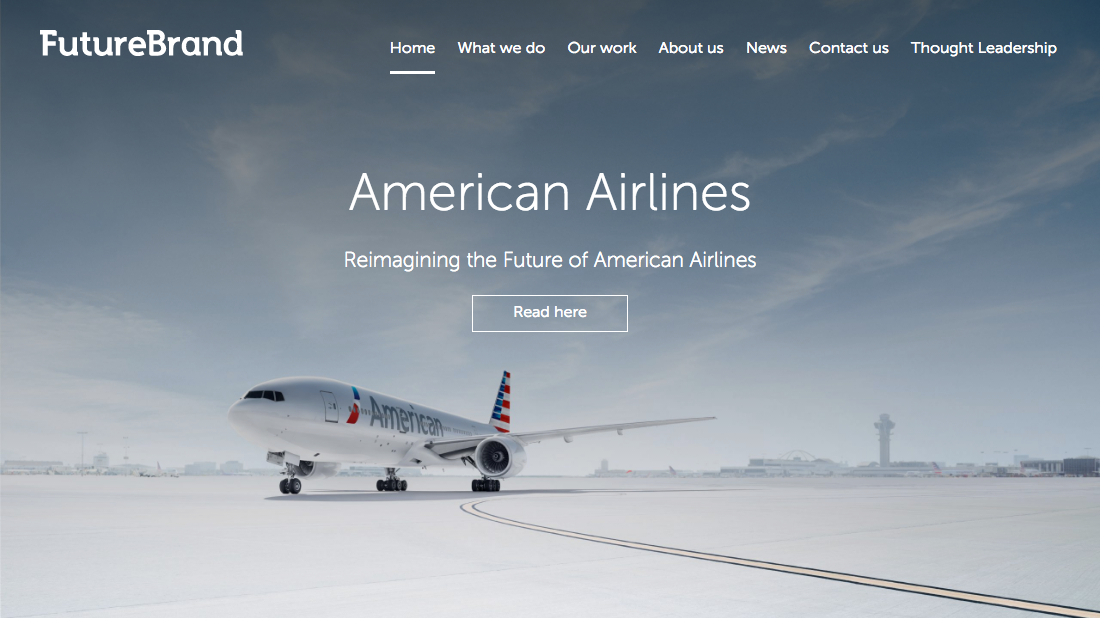 FutureBrand
Home What we do Our work About us News Contact us Thought Leadership
American Airlines
Reimagining the Future of American Airlines
Read here
American